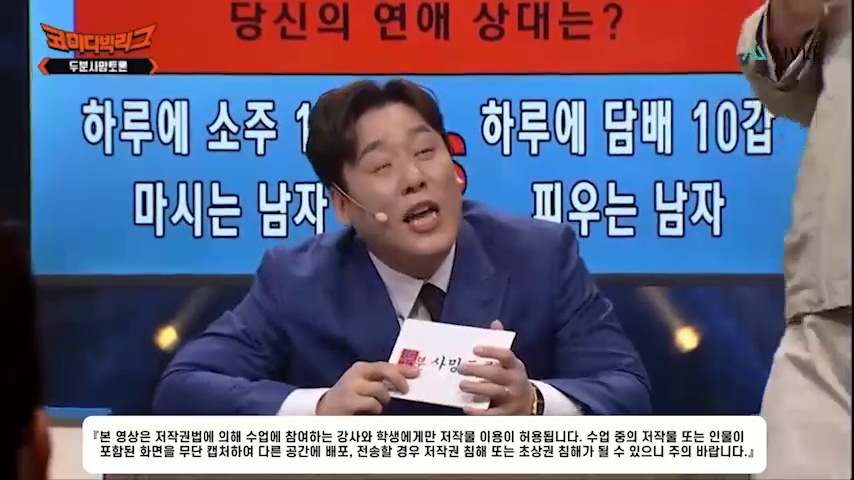 코미디빅리그
두분사망토론
당신의 연애 상대는?
하루에 소주
마시는 남자
하루에 담배 10갑
피우는 남자
사망
『본 영상은 저작권법에 의해 수업에 참여하는 강사와 학생에게만 저작물 이용이 허용됩니다. 수업 중의 저작물 또는 인물이
포함된 화면을 무단 캡처하여 다른 공간에 배포, 전송할 경우 저작권 침해 또는 초상권 침해가 될 수 있으니 주의 바랍니다.』